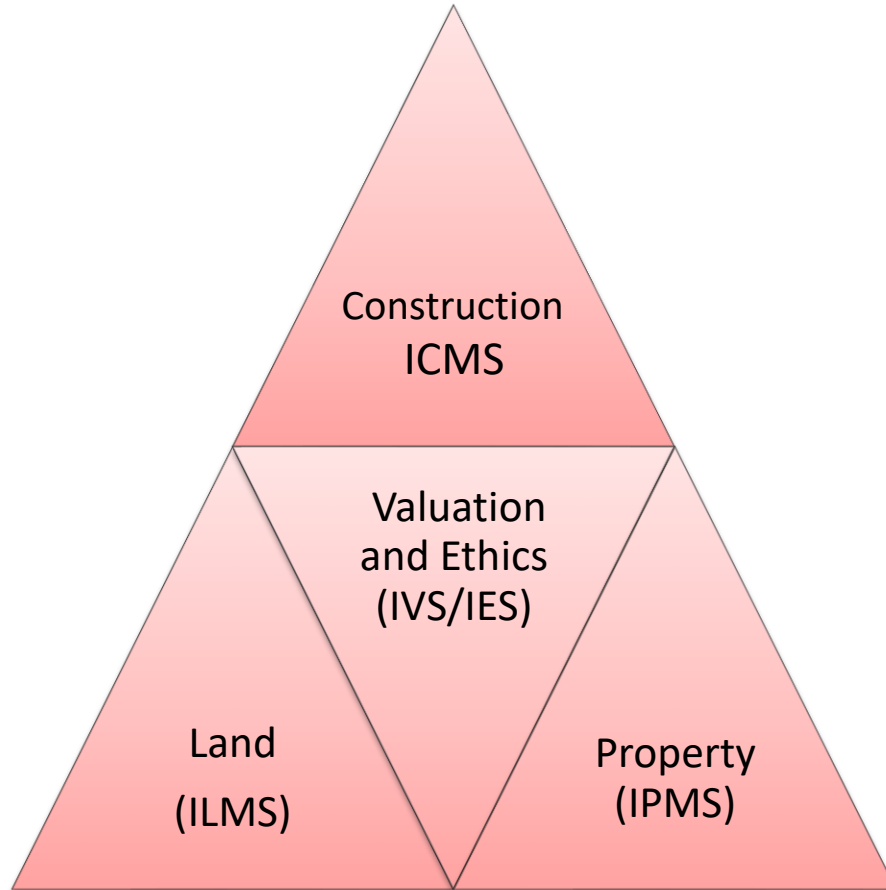 Construction
ICMS
Valuation
and Ethics
(IVS/IES)
Land
(ILMS)
Property
(IPMS)